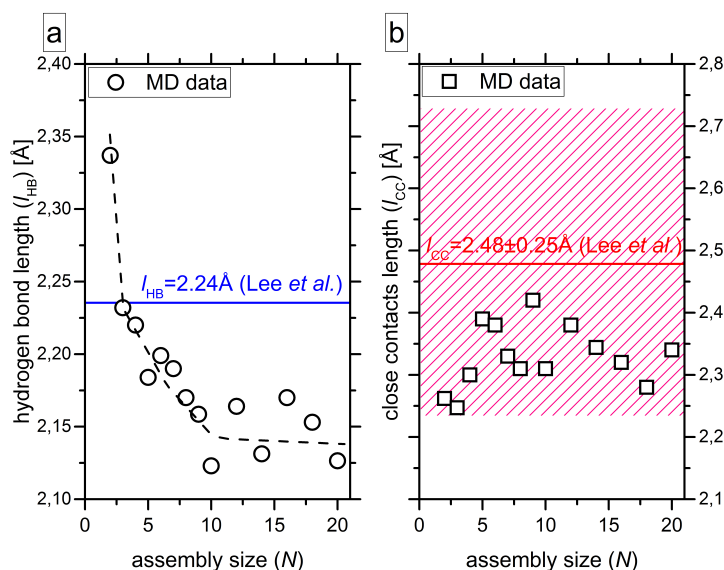 a
MD data
2,40
2,35
2,30
2,25
2,20
2,15
2,10
hydrogen bond length (lHB) [Å]
lHB=2.24Å (Lee et al.)
0 5 10 15 20
assembly size (N)
b
MD data
2,8
2,7
2,6
2,5
2,4
2,3
2,2
2,1
close contacts length (lCC) [Å]
lCC=2.48±0.25Å (Lee et al.)
0 5 10 15 20
assembly size (N)